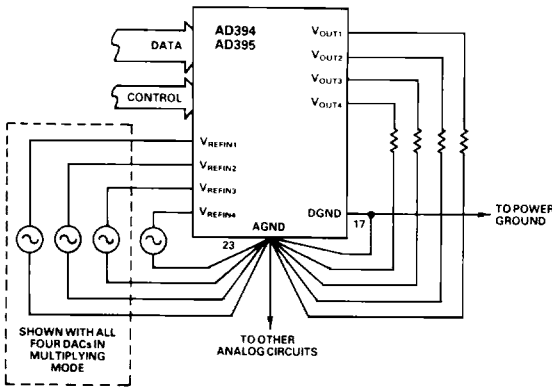 AD394
AD395
DATA
CONTROL
VOUT1
VOUT2
VOUT3
VOUT4
VREFIN1
VREFIN2
VREFIN3
VREFIN4
DGND
17
AGND
23
TO POWER
GROUND
TO OTHER
ANALOG CIRCUITS
SHOWN WITH ALL
FOUR DACs IN
MULTIPLYING
MODE